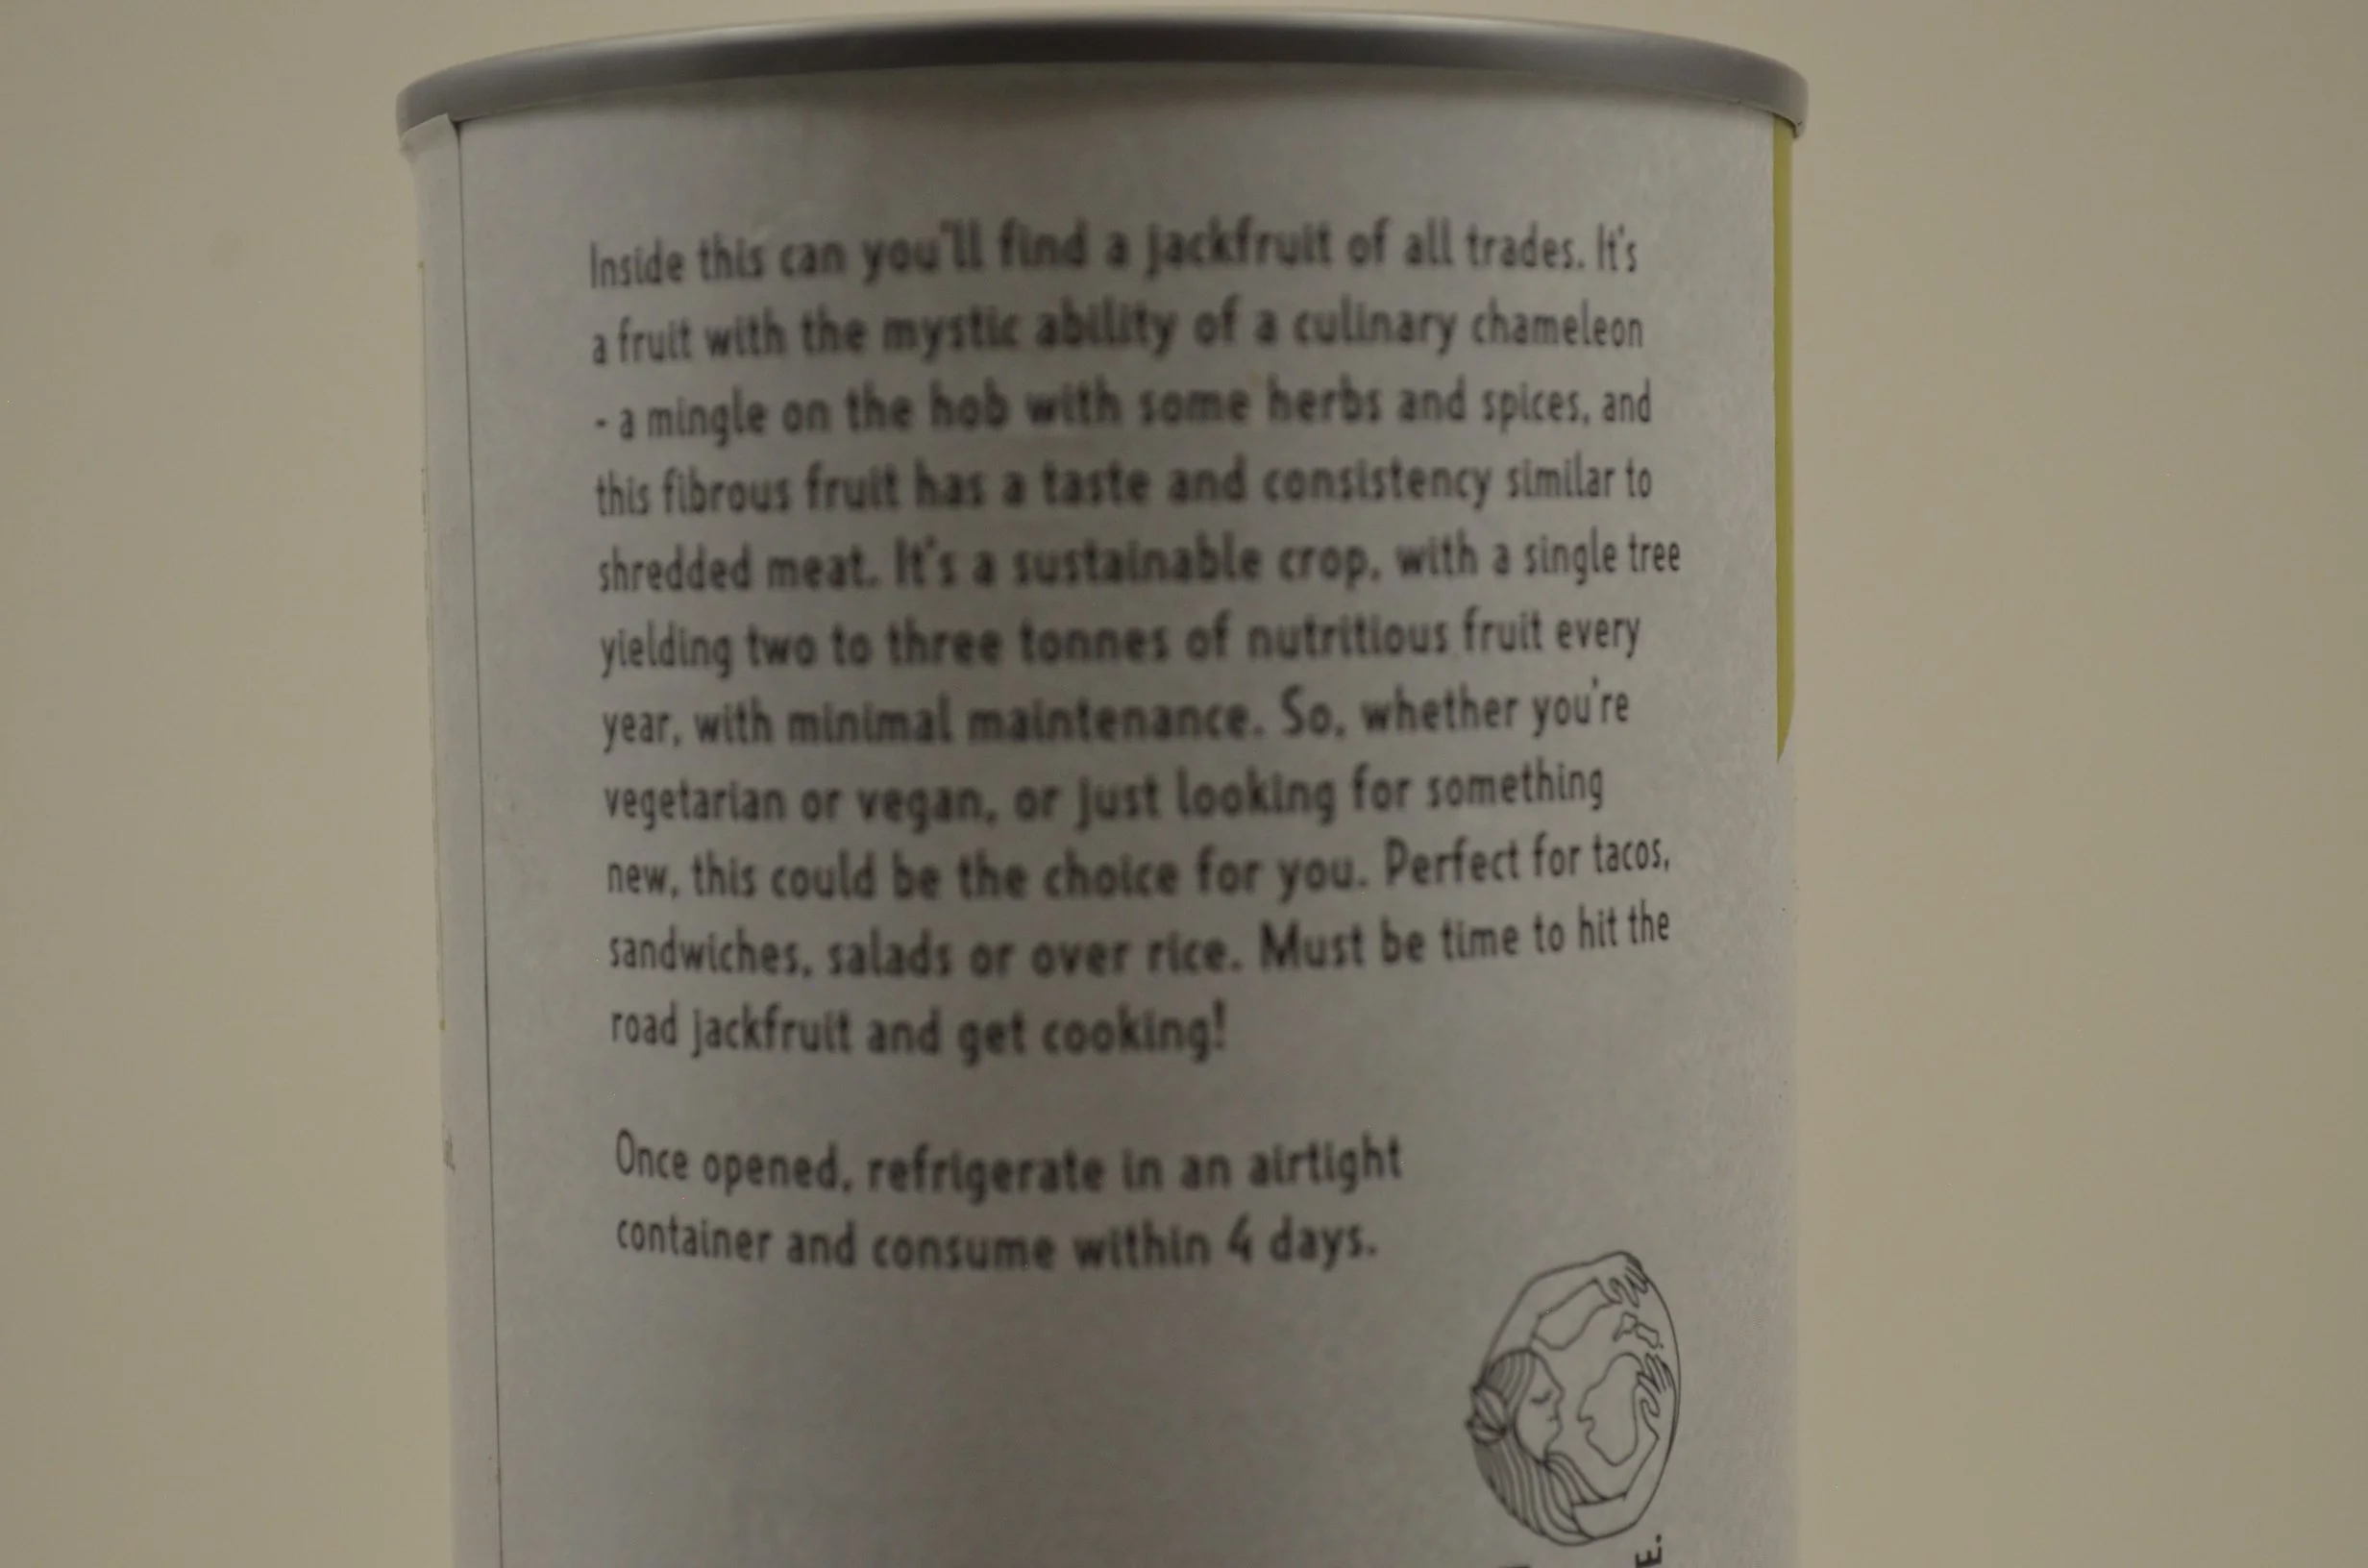 Inside this can you'll find a jackfruit of all trades. It's
a fruit with the mystic ability of a culinary chameleon
- a mingle on the hob with some herbs and spices, and
this fibrous fruit has a taste and consistency similar to
shredded meat. It's a sustainable crop, with a single tree
yielding two to three tonnes of nutritious fruit every
year, with minimal maintenance. So, whether you're
vegetarian or vegan, or just looking for something
new, this could be the choice for you. Perfect for tacos,
sandwiches, salads or over rice. Must be time to hit the
road jackfruit and get cooking!
Once opened, refrigerate in an airtight
container and consume within 4 days.
E.